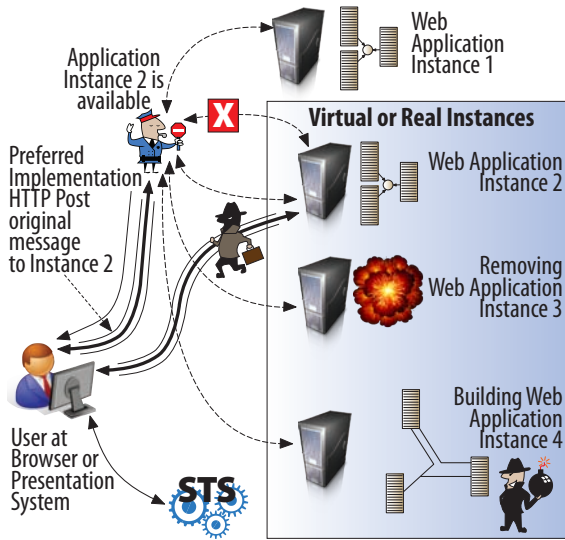 Web
Application
Instance 1
Application
Instance 2 is
available
X
Virtual or Real Instances
Preferred
Implementation
HTTP Post
original
message
to Instance 2
Web Application
Instance 2
Removing
Web Application
Instance 3
Building Web
Application
Instance 4
User at
Browser or
Presentation
System
STS